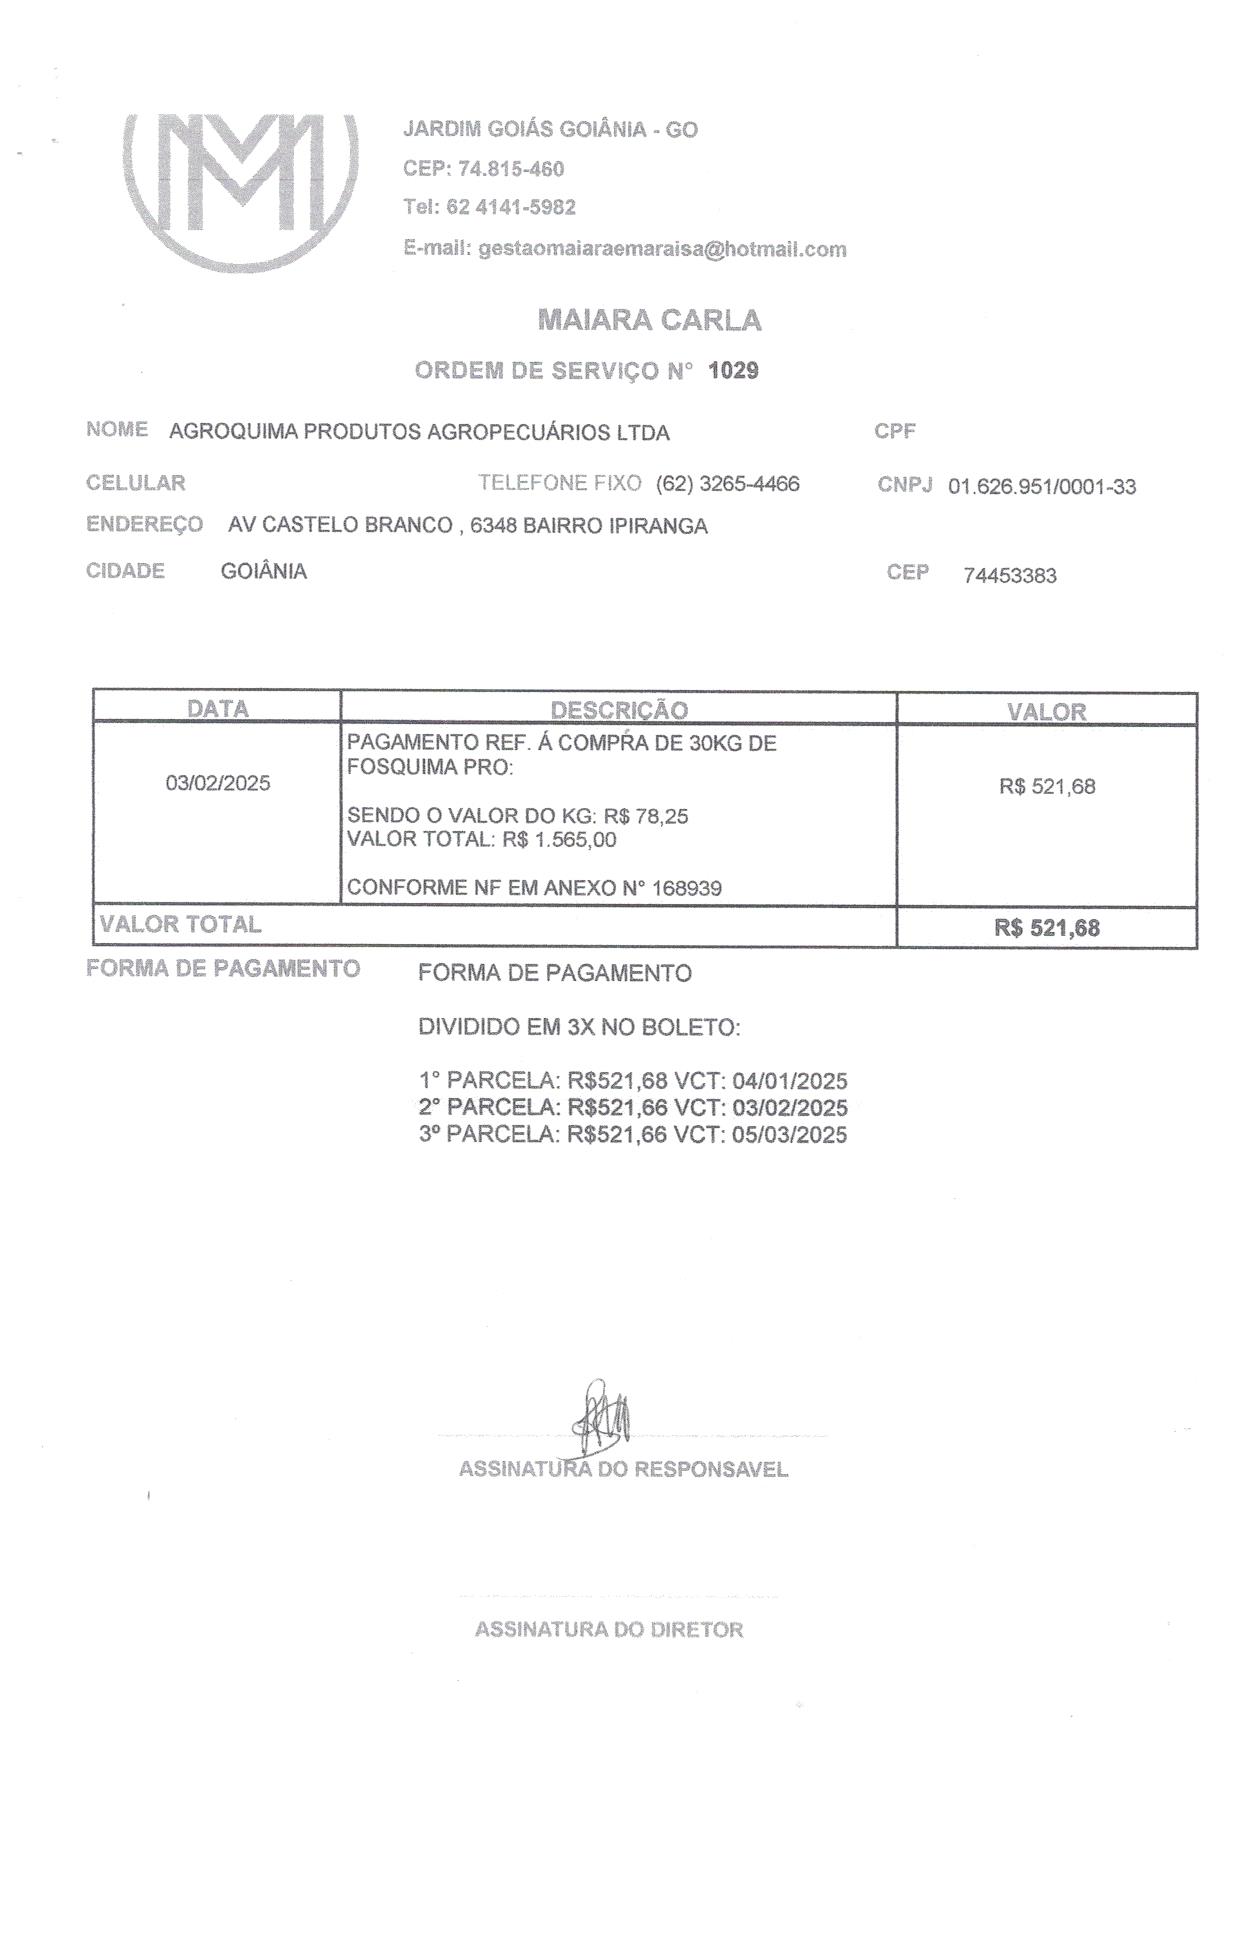 JARDIM GOIÁS GOIÂNIA - GO
CEP: 74.815-460
Tel: 62 4141-5982
E-mail: gestaomaiaraemaraisa@hotmail.com
MAIARA CARLA
ORDEM DE SERVIÇO N° 1029
NOME AGROQUIMA PRODUTOS AGROPECUÁRIOS LTDA CPF
CELULAR TELEFONE FIXO (62) 3265-4466 CNPJ 01.626.951/0001-33
ENDEREÇO AV CASTELO BRANCO , 6348 BAIRRO IPIRANGA
CIDADE GOIÂNIA CEP 74453383
DATA DESCRIÇÃO VALOR
PAGAMENTO REF. Á COMPRA DE 30KG DE
FOSQUIMA PRO:
03/02/2025 R$ 521,68
SENDO O VALOR DO KG: R$ 78,25
VALOR TOTAL: R$ 1.565,00
CONFORME NF EM ANEXO N° 168939
VALOR TOTAL R$ 521,68
FORMA DE PAGAMENTO FORMA DE PAGAMENTO
DIVIDIDO EM 3X NO BOLETO:
1° PARCELA: R$521,68 VCT: 04/01/2025
2° PARCELA: R$521,66 VCT: 03/02/2025
3º PARCELA: R$521,66 VCT: 05/03/2025
ASSINATURA DO RESPONSAVEL
ASSINATURA DO DIRETOR